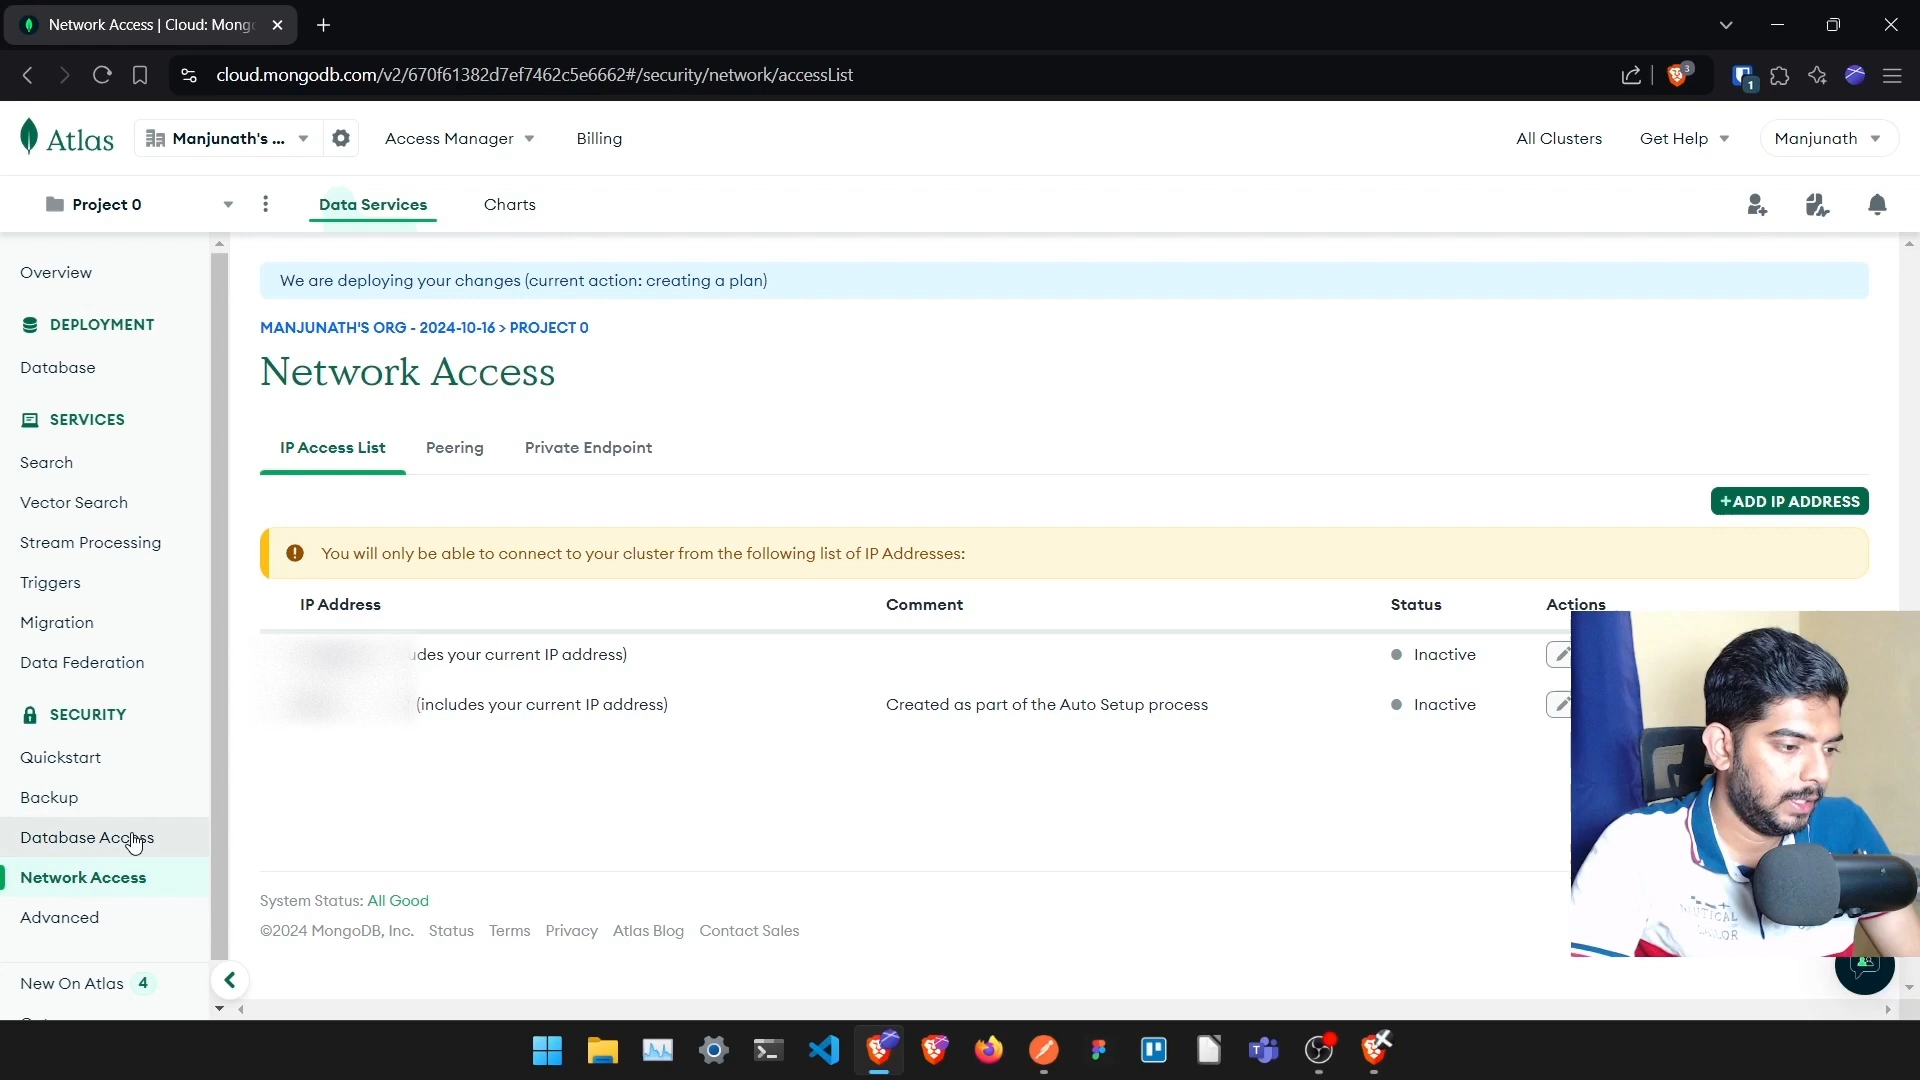 Network Access | Cloud: Mong
cloud.mongodb.com/v2/670f61382d7ef7462c5e6662#/security/network/accessList
3
1
Atlas
Manjunath's ...
Access Manager
Billing
All Clusters
Get Help
Manjunath
Project 0
Data Services
Charts
Overview
DEPLOYMENT
Database
SERVICES
Search
Vector Search
Stream Processing
Triggers
Migration
Data Federation
SECURITY
Quickstart
Backup
Database Access
Network Access
Advanced
New On Atlas 4
We are deploying your changes (current action: creating a plan)
MANJUNATH'S ORG - 2024-10-16 > PROJECT 0
Network Access
IP Access List
Peering
Private Endpoint
+ADD IP ADDRESS
You will only be able to connect to your cluster from the following list of IP Addresses:
IP Address Comment Status Actions
udes your current IP address) Inactive
(includes your current IP address) Created as part of the Auto Setup process Inactive
System Status: All Good
©2024 MongoDB, Inc. Status Terms Privacy Atlas Blog Contact Sales